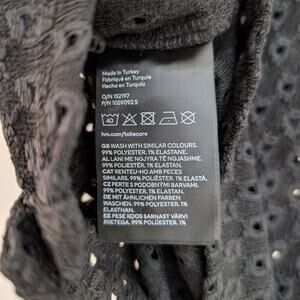 Made in Turkey
Fabriqué en Turquie
Hecho en Turquía
O/N 152197
P/N 1059092 S
40
hm.com/takecare
GB WASH WITH SIMILAR COLOURS.
99% POLYESTER. 1% ELASTANE.
AL LANI ME NGJYRA TË NGJASHME.
99% POLYESTER. 1% ELASTANE.
CAT RENTEU-HO AMB PECES
SIMILARS. 99% POLIÈSTER. 1% ELASTÀ.
CZ PERTE S PODOBNÝMI BARVAMI.
99% POLYESTER. 1% ELASTAN.
DE MIT ÄHNLICHEN FARBEN
WASCHEN. 99% POLYESTER. 1%
ELASTHAN.
EE PESE KOOS SARNAST VÄRVI
RIIETEGA. 99% POLÜESTER. 1%